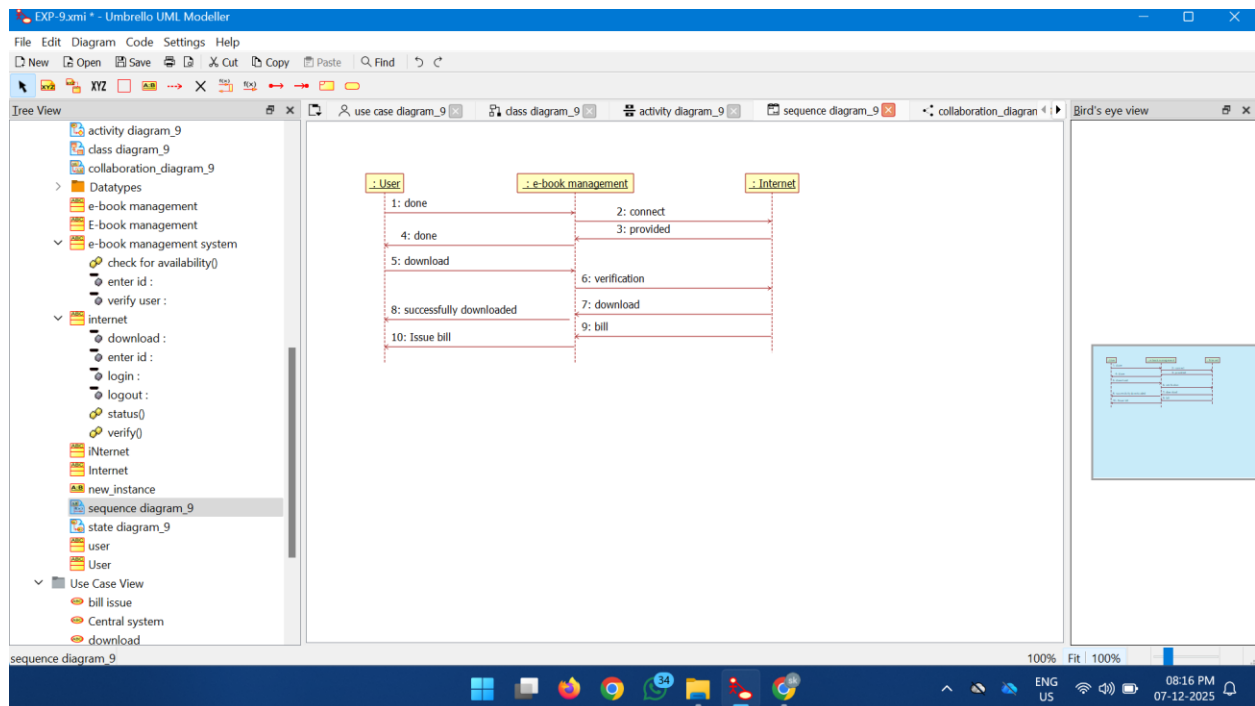 EXP-9.xmi * - Umbrello UML Modeller
File Edit Diagram Code Settings Help
New Open Save Cut Copy Paste Find
XYZ XYZ A:B f(x) f(x)
Tree View
use case diagram_9 class diagram_9 activity diagram_9 sequence diagram_9 collaboration_diagran
Bird's eye view
activity diagram_9
class diagram_9
collaboration_diagram_9
Datatypes
e-book management
E-book management
e-book management system
check for availability()
enter id :
verify user :
internet
download :
enter id :
login :
logout :
status()
verify()
iNternet
Internet
new_instance
sequence diagram_9
state diagram_9
user
User
Use Case View
bill issue
Central system
download
: User : e-book management : Internet
1: done
2: connect
3: provided
4: done
5: download
6: verification
7: download
8: successfully downloaded
9: bill
10: Issue bill
sequence diagram_9
100% Fit 100%
34
sk
ENG
US
08:16 PM
07-12-2025